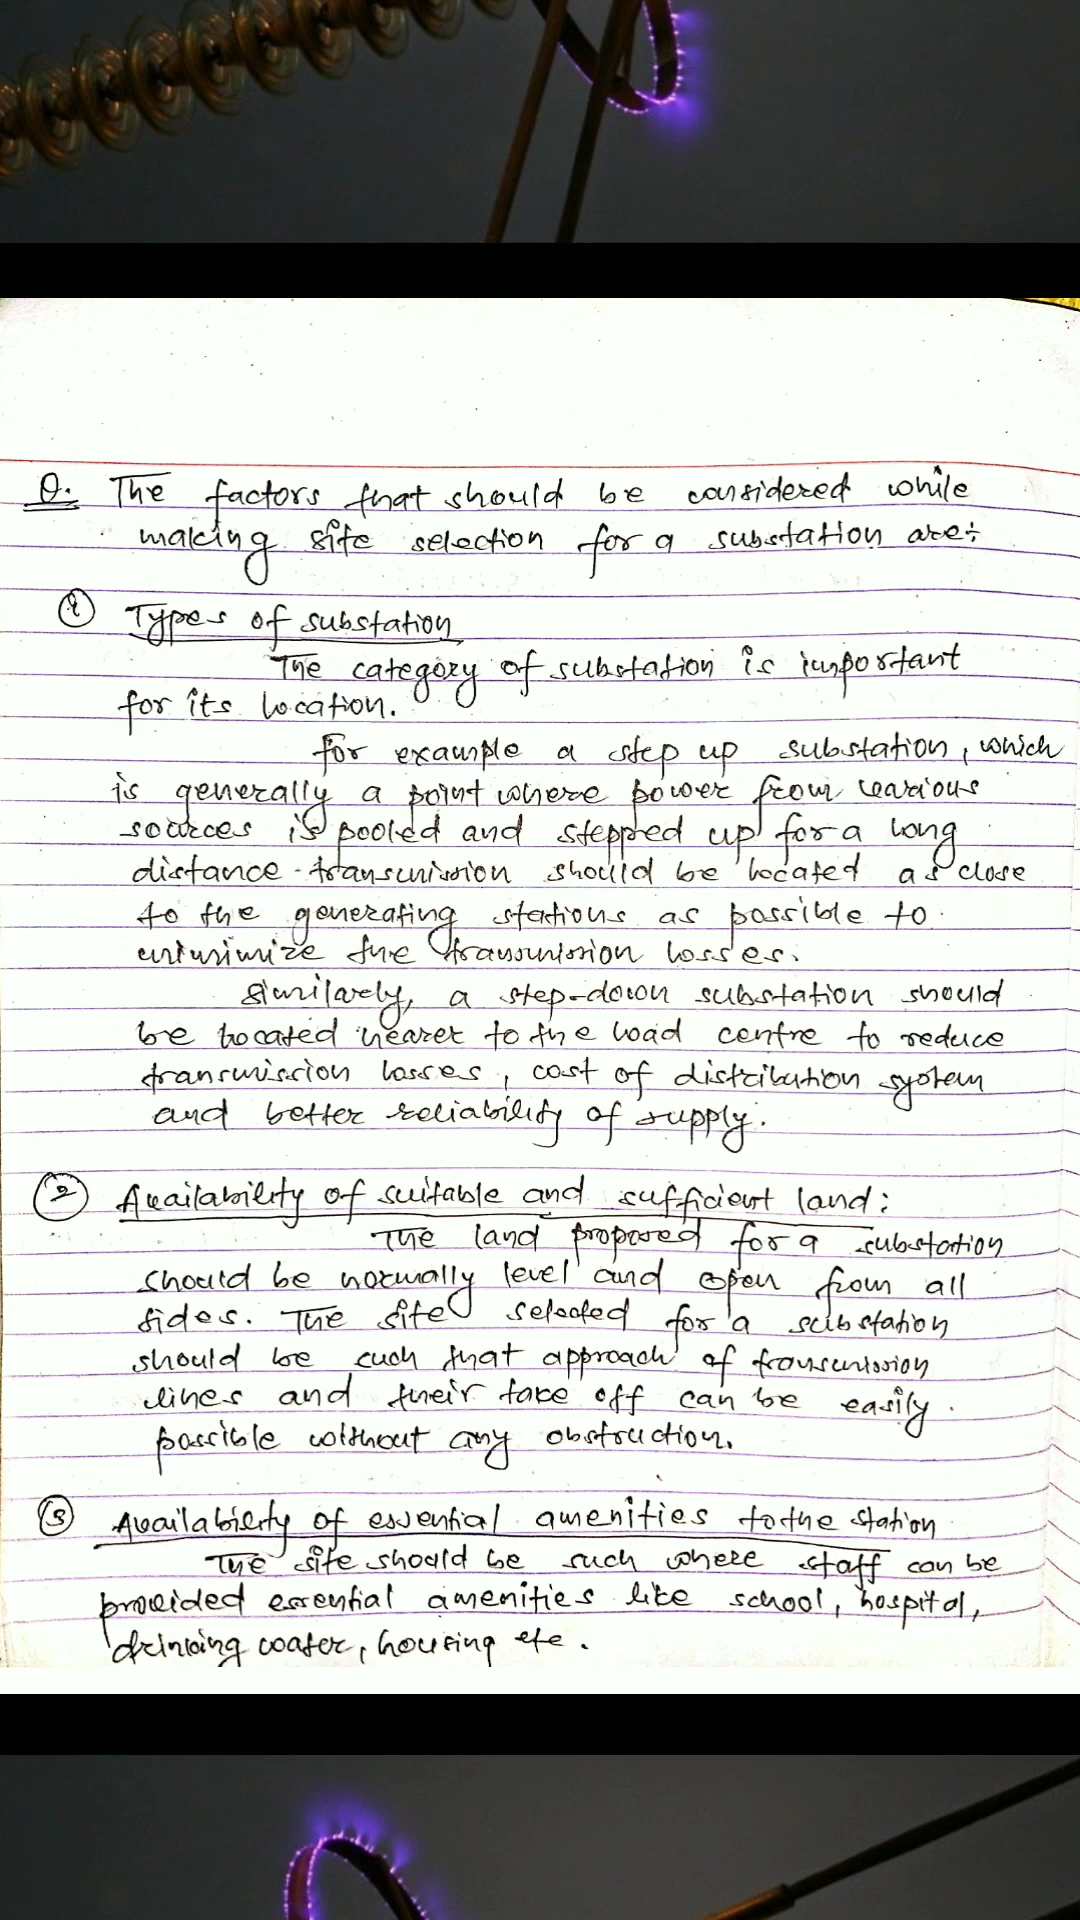 Q. The factors that should be considered while
making site selection for a substation are:
① Types of substation
The category of substation is important
for its location.
for example a step up substation, which
is generally a point where power from various
sources is pooled and stepped up for a long
distance transmission should be located as close
to the generating stations as possible to
minimize the transmission losses.
Similarly, a step-down substation should
be located nearer to the load centre to reduce
transmission losses, cost of distribution system
and better reliability of supply.
② Availability of suitable and sufficient land:
The land proposed for a substation
should be normally level and open from all
sides. The site selected for a substation
should be such that approach of transmission
lines and their take off can be easily
possible without any obstruction.
③ Availability of essential amenities to the station
The site should be such where staff can be
provided essential amenities like school, hospital,
drinking water, housing etc.